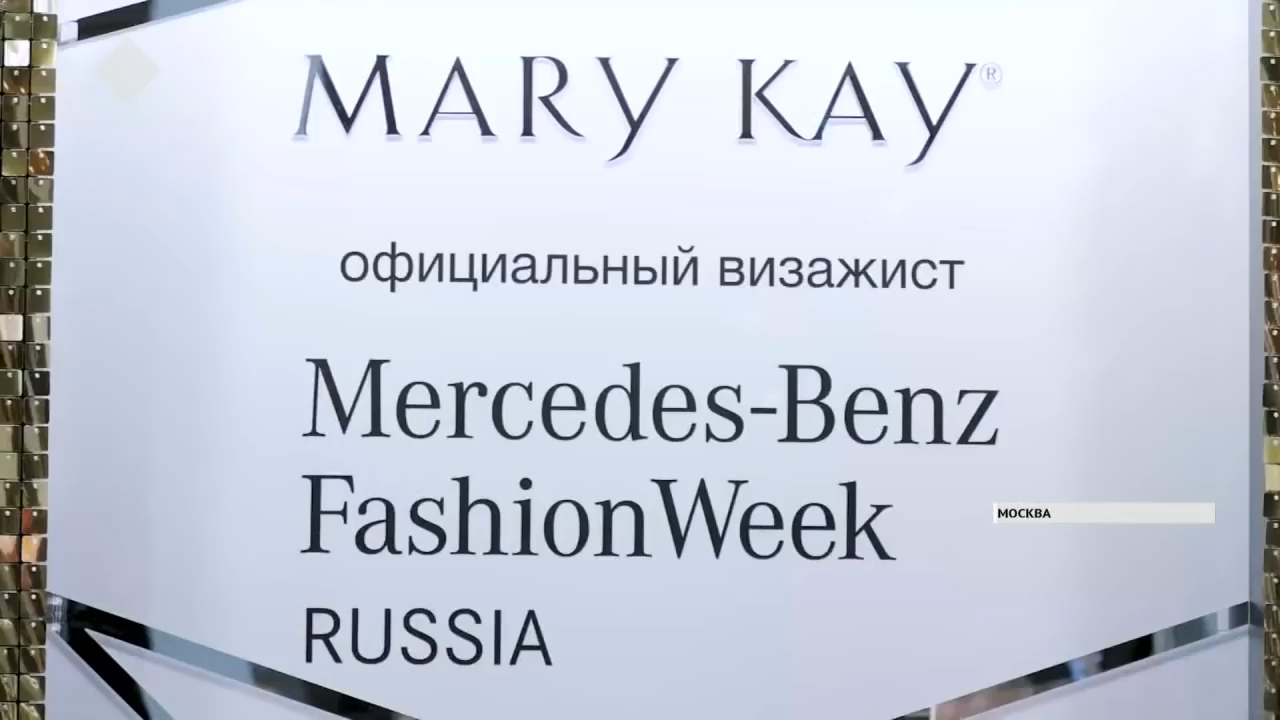 MARY KAY®
официальный визажист
Mercedes-Benz
FashionWeek
RUSSIA
МОСКВА